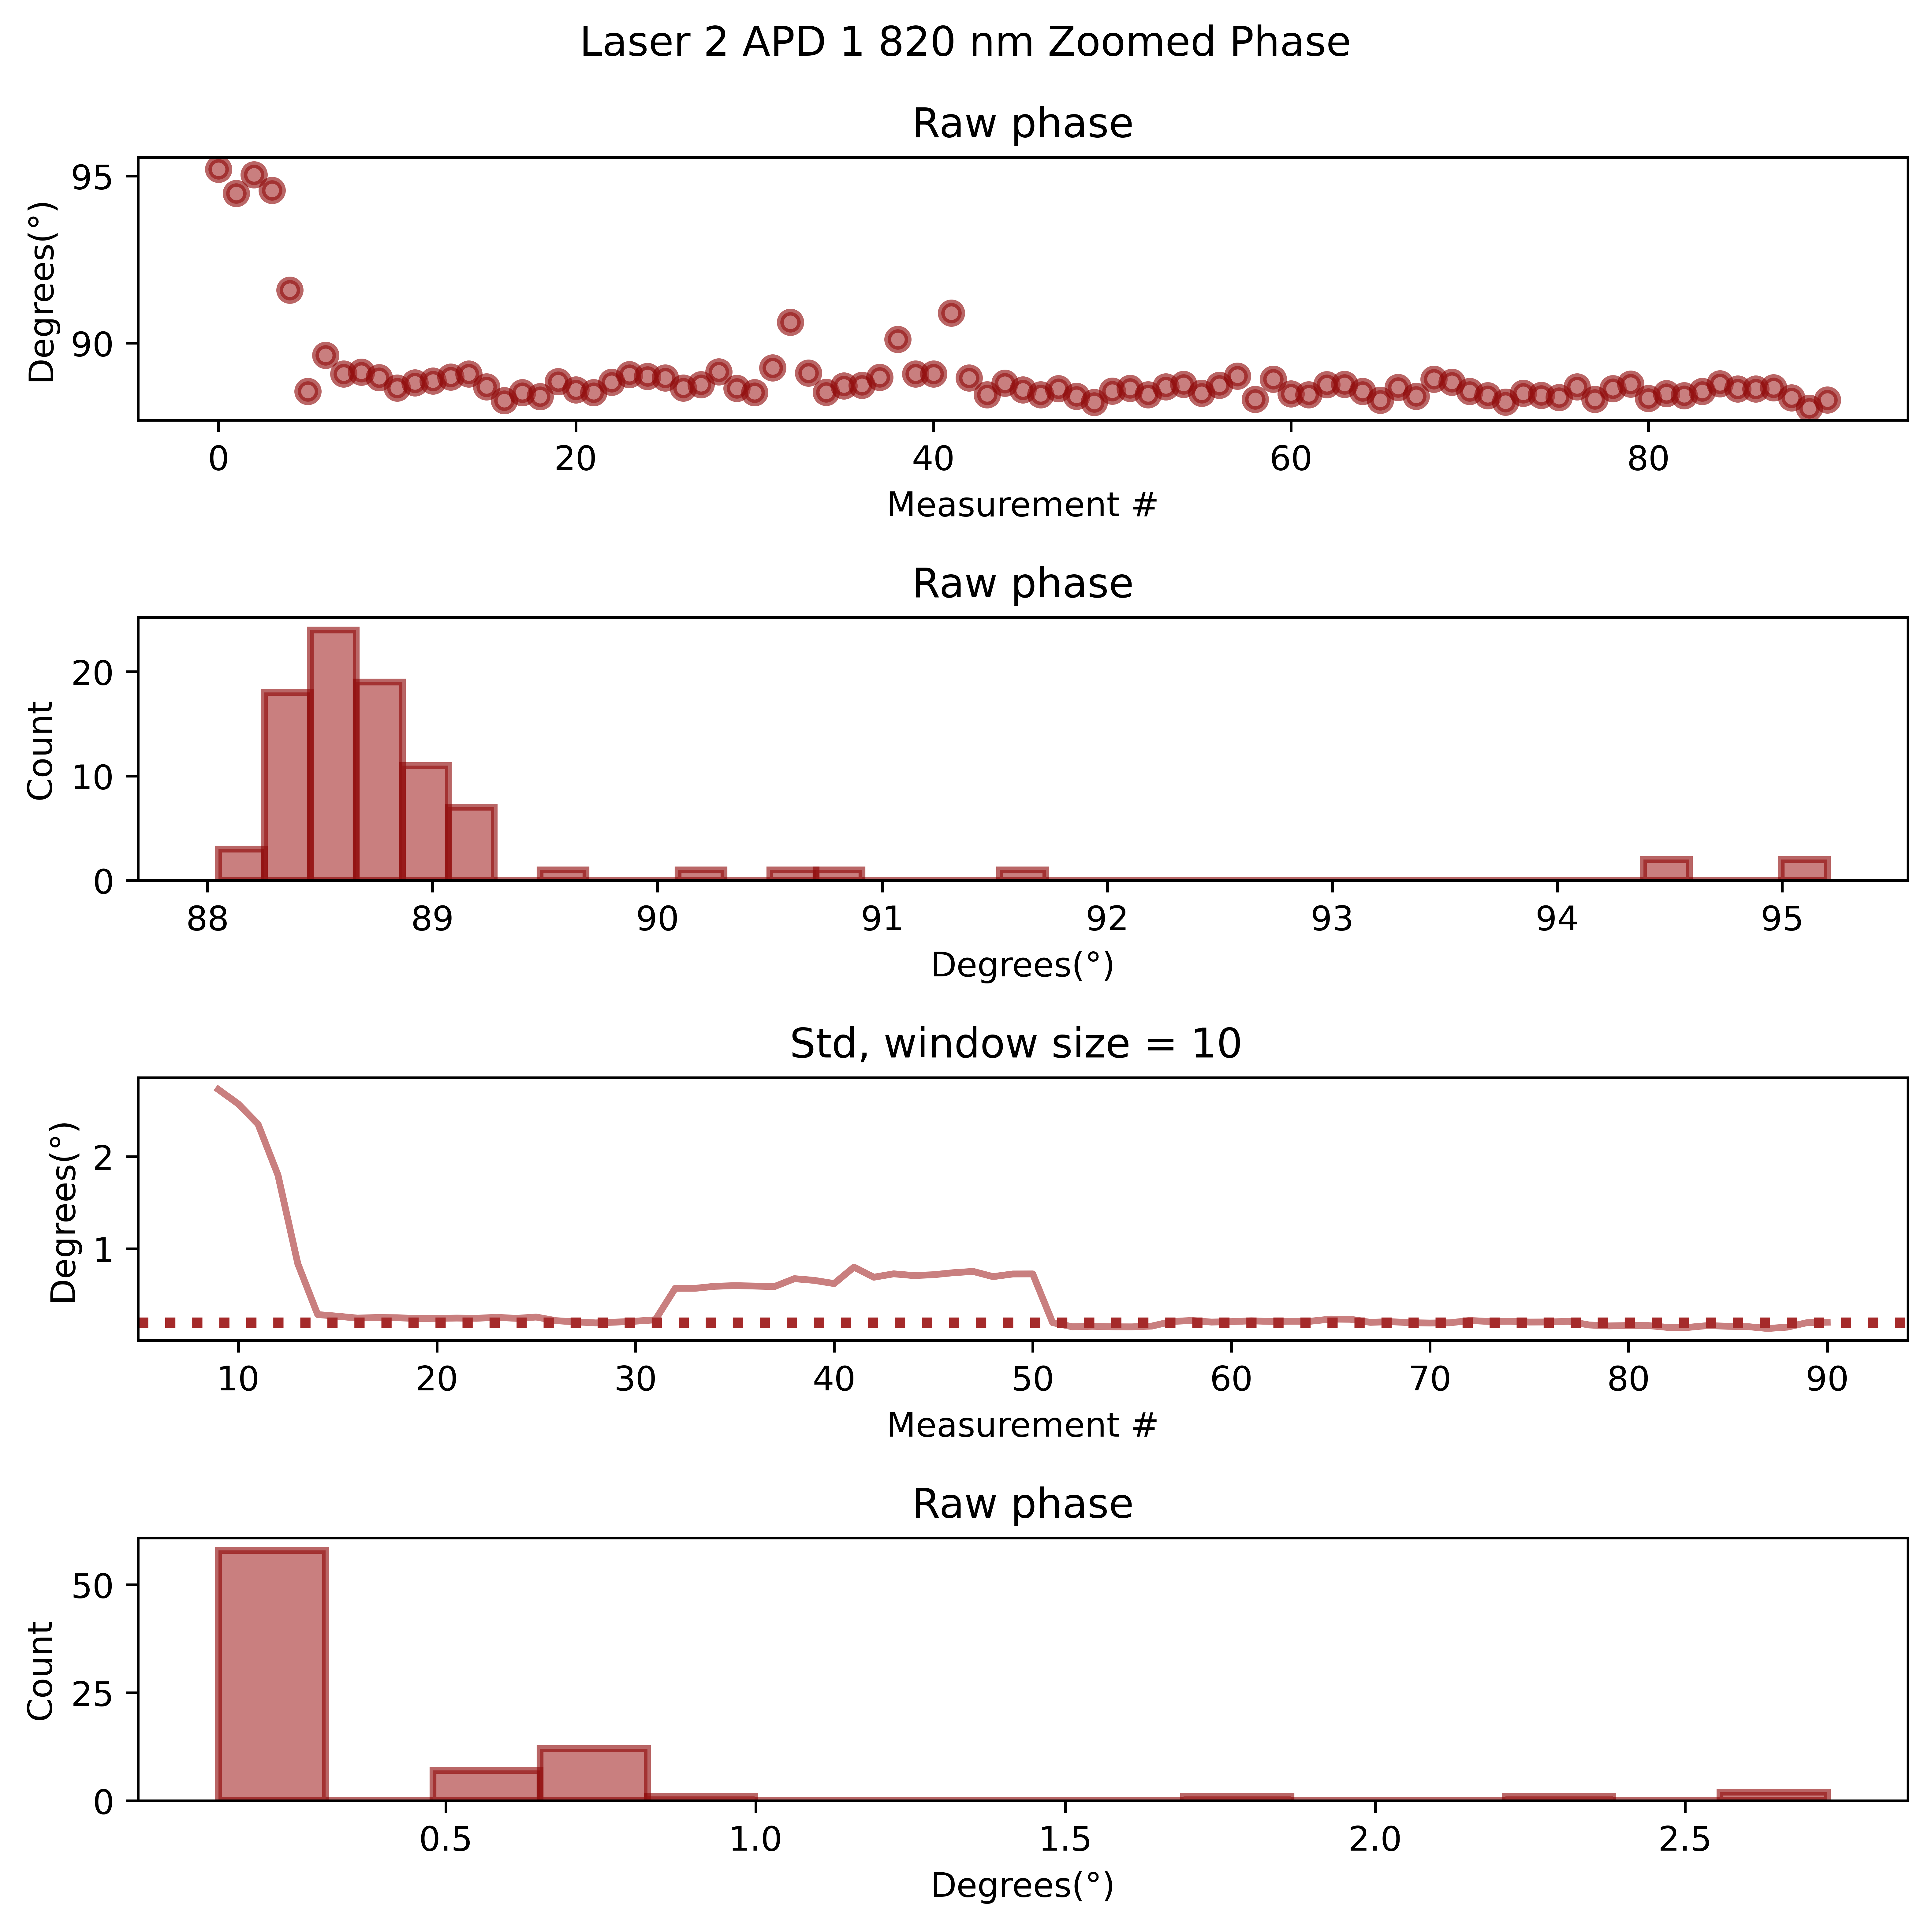 Laser 2 APD 1 820 nm Zoomed Phase
Raw phase
95
90
Degrees(°)
0 20 40 60 80
Measurement #
Raw phase
20
10
0
Count
88 89 90 91 92 93 94 95
Degrees(°)
Std, window size = 10
2
1
Degrees(°)
10 20 30 40 50 60 70 80 90
Measurement #
Raw phase
50
25
0
Count
0.5 1.0 1.5 2.0 2.5
Degrees(°)